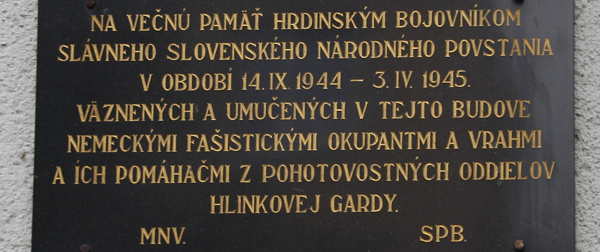 NA VEČNÚ PAMÄŤ HRDINSKÝM BOJOVNÍKOM
SLÁVNEHO SLOVENSKÉHO NÁRODNÉHO POVSTANIA
V OBDOBÍ 14. IX. 1944 – 3. IV. 1945.
VÄZNENÝCH A UMUČENÝCH V TEJTO BUDOVE
NEMECKÝMI FAŠISTICKÝMI OKUPANTMI A VRAHMI
A ÍCH POMÁHAČMI Z POHOTOVOSTNÝCH ODDIELOV
HLINKOVEJ GARDY.
MNV. SPB.